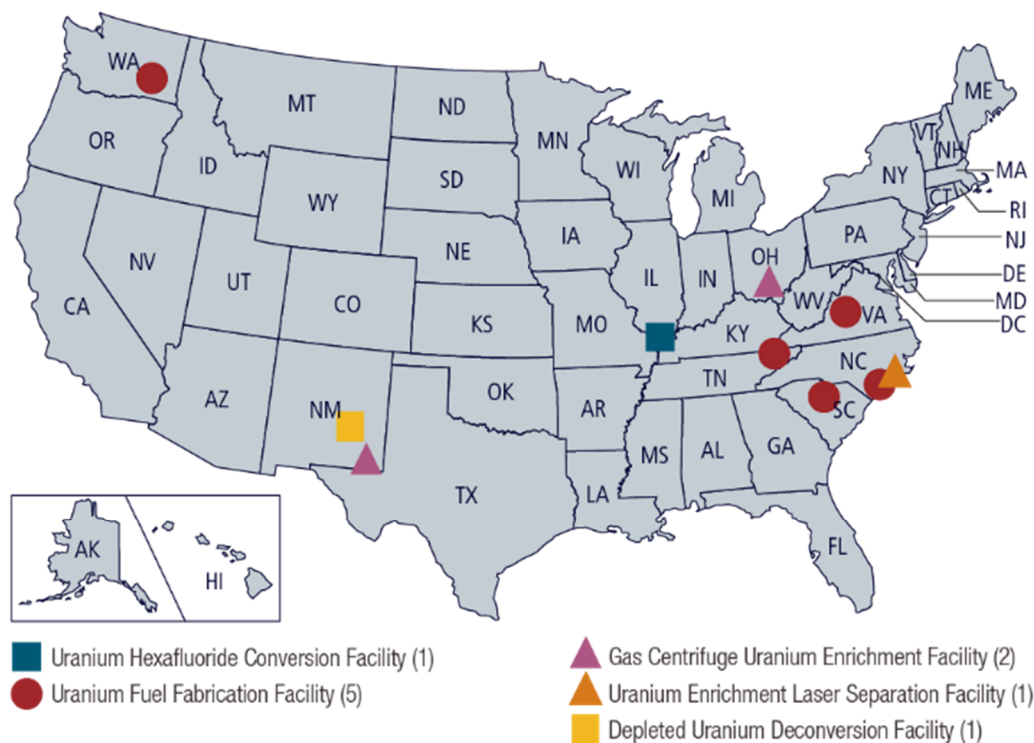 WA
MT
ND
MN
ME
VT
NH
OR
ID
SD
WI
NY
MA
WY
MI
CT
RI
IA
PA
NJ
NE
OH
NV
IL
IN
DE
UT
CO
WV
MD
CA
VA
DC
KS
MO
KY
NC
TN
AZ
OK
NM
AR
SC
MS
AL
GA
TX
LA
FL
AK
HI
Uranium Hexafluoride Conversion Facility (1)
Uranium Fuel Fabrication Facility (5)
Gas Centrifuge Uranium Enrichment Facility (2)
Uranium Enrichment Laser Separation Facility (1)
Depleted Uranium Deconversion Facility (1)